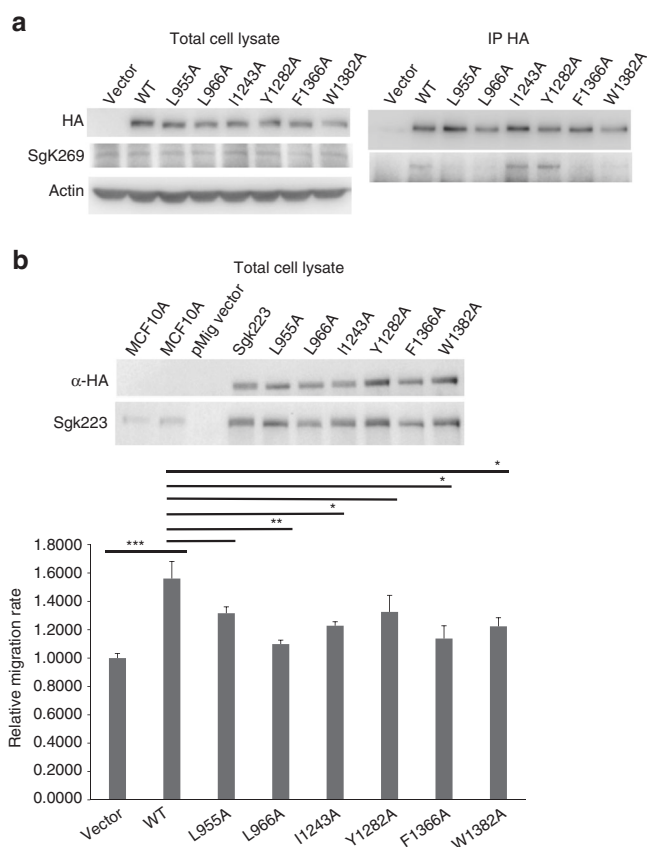 a
Total cell lysate
IP HA
Vector WT L955A L966A I1243A Y1282A F1366A W1382A
Vector WT L955A L966A I1243A Y1282A F1366A W1382A
HA
SgK269
Actin
b
Total cell lysate
MCF10A MCF10A pMig vector Sgk223 L955A L966A I1243A Y1282A F1366A W1382A
α-HA
Sgk223
*
*
*
**
***
1.8000
1.6000
1.4000
1.2000
1.0000
0.8000
0.6000
0.4000
0.2000
0.0000
Relative migration rate
Vector WT L955A L966A I1243A Y1282A F1366A W1382A